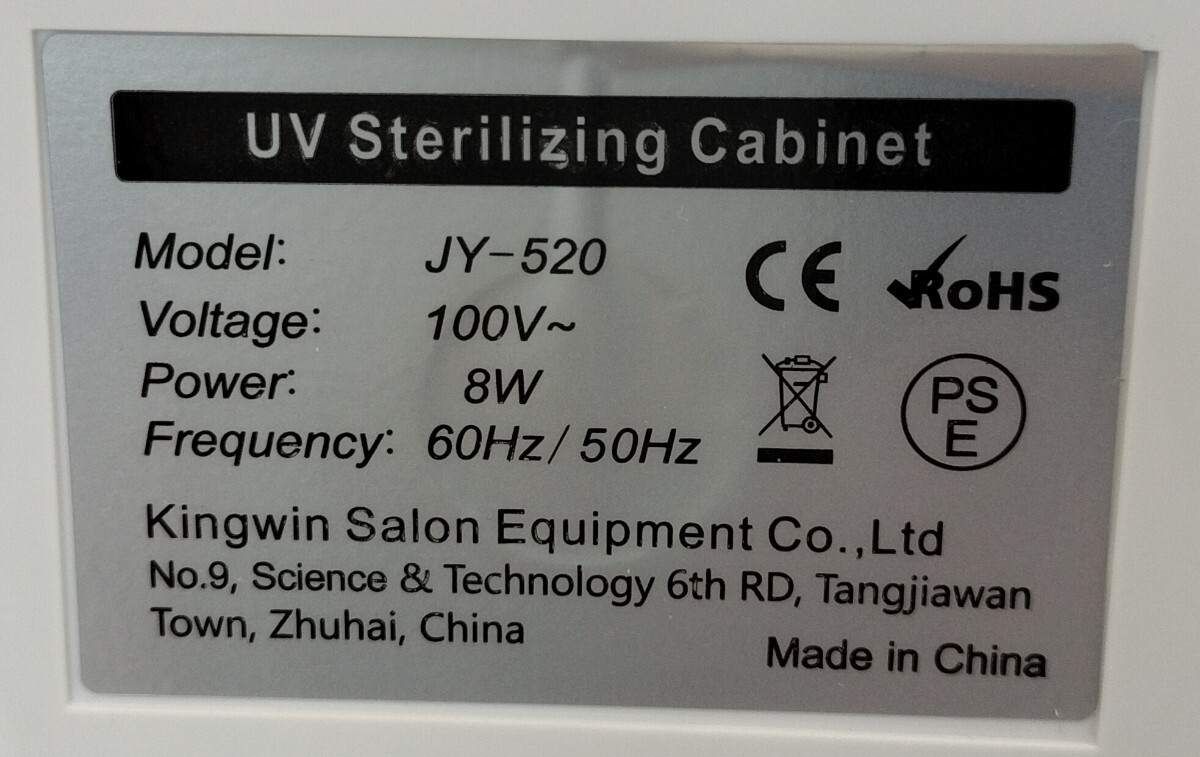 UV Sterilizing Cabinet
Model: JY-520
Voltage: 100V~
Power: 8W
Frequency: 60Hz/50Hz
CE RoHS
PS
E
Kingwin Salon Equipment Co.,Ltd
No.9, Science & Technology 6th RD, Tangjiawan
Town, Zhuhai, China
Made in China